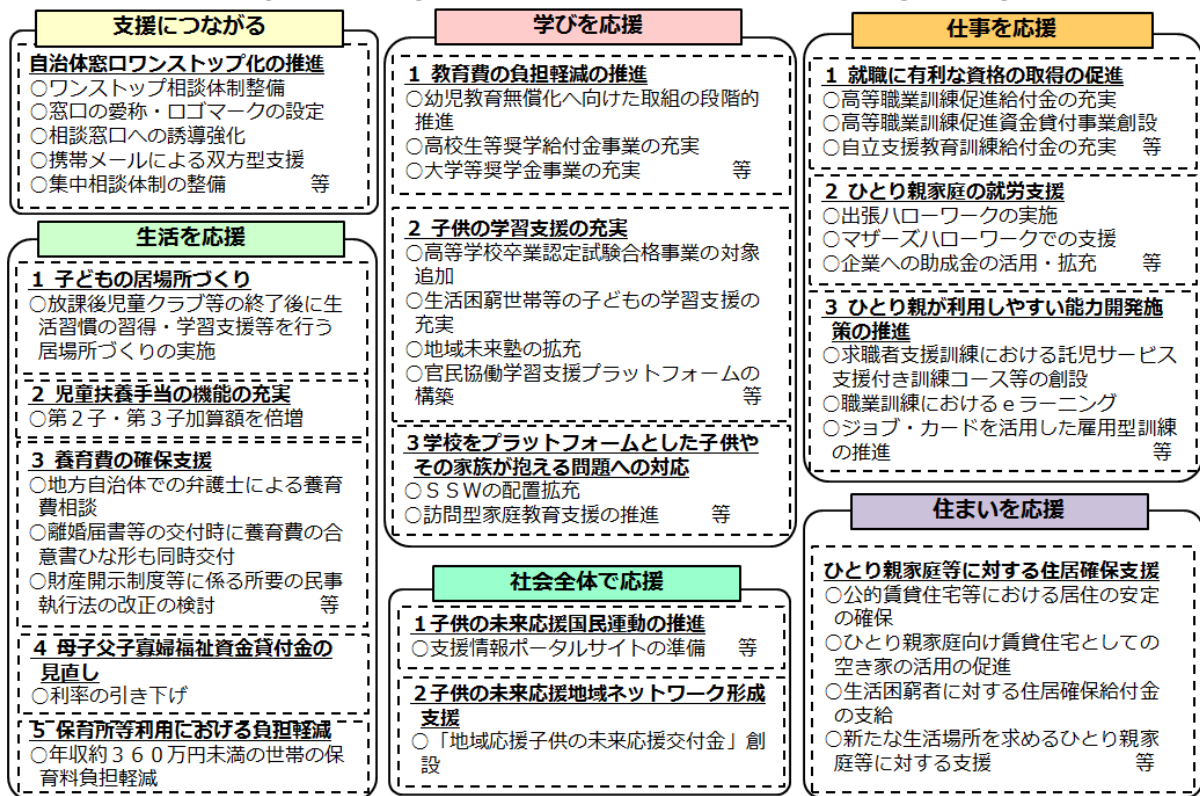 支援につながる
自治体窓口ワンストップ化の推進
○ワンストップ相談体制整備
○窓口の愛称・ロゴマークの設定
○相談窓口への誘導強化
○携帯メールによる双方型支援
○集中相談体制の整備 等
生活を応援
1 子どもの居場所づくり
○放課後児童クラブ等の終了後に生
活習慣の習得・学習支援等を行う
居場所づくりの実施
2 児童扶養手当の機能の充実
○第２子・第３子加算額を倍増
3 養育費の確保支援
○地方自治体での弁護士による養育
費相談
○離婚届書等の交付時に養育費の合
意書ひな形も同時交付
○財産開示制度等に係る所要の民事
執行法の改正の検討 等
4 母子父子寡婦福祉資金貸付金の
見直し
○利率の引き下げ
5 保育所等利用における負担軽減
○年収約３６０万円未満の世帯の保
育料負担軽減
学びを応援
1 教育費の負担軽減の推進
○幼児教育無償化へ向けた取組の段階的
推進
○高校生等奨学給付金事業の充実
○大学等奨学金事業の充実 等
2 子供の学習支援の充実
○高等学校卒業認定試験合格事業の対象
追加
○生活困窮世帯等の子どもの学習支援の
充実
○地域未来塾の拡充
○官民協働学習支援プラットフォームの
構築 等
3学校をプラットフォームとした子供や
その家族が抱える問題への対応
○ＳＳＷの配置拡充
○訪問型家庭教育支援の推進 等
社会全体で応援
1子供の未来応援国民運動の推進
○支援情報ポータルサイトの準備 等
2子供の未来応援地域ネットワーク形成
支援
○「地域応援子供の未来応援交付金」創
設
仕事を応援
1 就職に有利な資格の取得の促進
○高等職業訓練促進給付金の充実
○高等職業訓練促進資金貸付事業創設
○自立支援教育訓練給付金の充実 等
2 ひとり親家庭の就労支援
○出張ハローワークの実施
○マザーズハローワークでの支援
○企業への助成金の活用・拡充 等
3 ひとり親が利用しやすい能力開発施
策の推進
○求職者支援訓練における託児サービス
支援付き訓練コース等の創設
○職業訓練におけるｅラーニング
○ジョブ・カードを活用した雇用型訓練
の推進 等
住まいを応援
ひとり親家庭等に対する住居確保支援
○公的賃貸住宅等における居住の安定
の確保
○ひとり親家庭向け賃貸住宅としての
空き家の活用の促進
○生活困窮者に対する住居確保給付金
の支給
○新たな生活場所を求めるひとり親家
庭等に対する支援 等